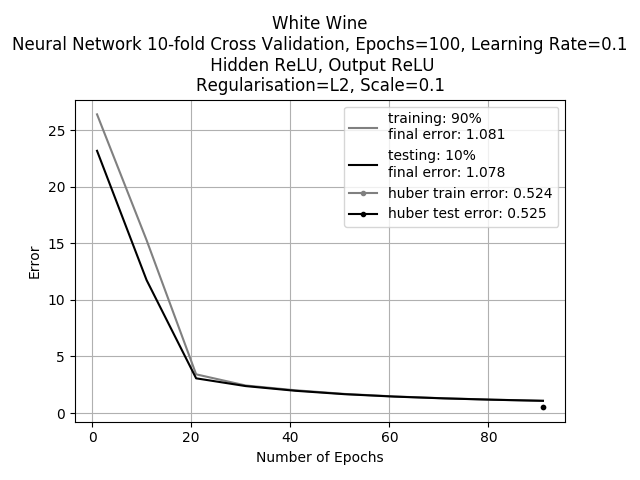 White Wine
Neural Network 10-fold Cross Validation, Epochs=100, Learning Rate=0.1
Hidden ReLU, Output ReLU
Regularisation=L2, Scale=0.1
training: 90%
final error: 1.081
testing: 10%
final error: 1.078
huber train error: 0.524
huber test error: 0.525
Error
25
20
15
10
5
0
0 20 40 60 80
Number of Epochs